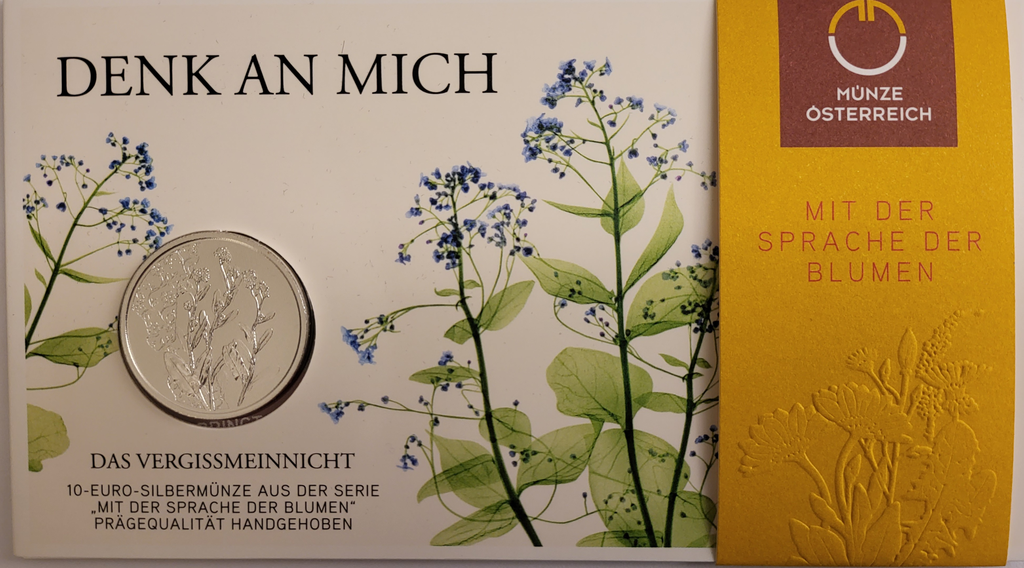 DENK AN MICH
DAS VERGISSMEINNICHT
10-EURO-SILBERMÜNZE AUS DER SERIE
„MIT DER SPRACHE DER BLUMEN“
PRÄGEQUALITÄT HANDGEHOBEN
MÜNZE
ÖSTERREICH
MIT DER
SPRACHE DER
BLUMEN